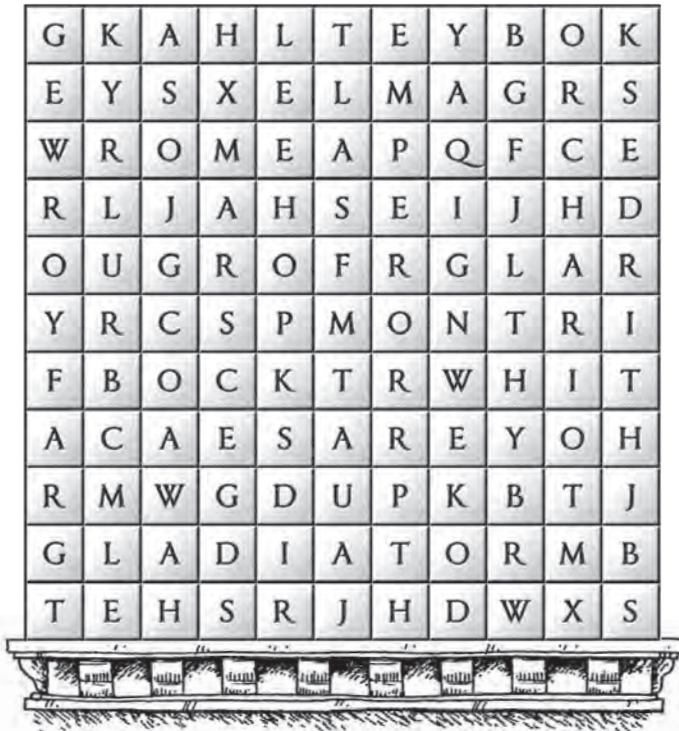 G K A H L T E Y B O K
E Y S X E L M A G R S
W R O M E A P Q F C E
R L J A H S E I J H D
O U G R O F R G L A R
Y R C S P M O N T R I
F B O C K T R W H I T
A C A E S A R E Y O H
R M W G D U P K B T J
G L A D I A T O R M B
T E H S R J H D W X S